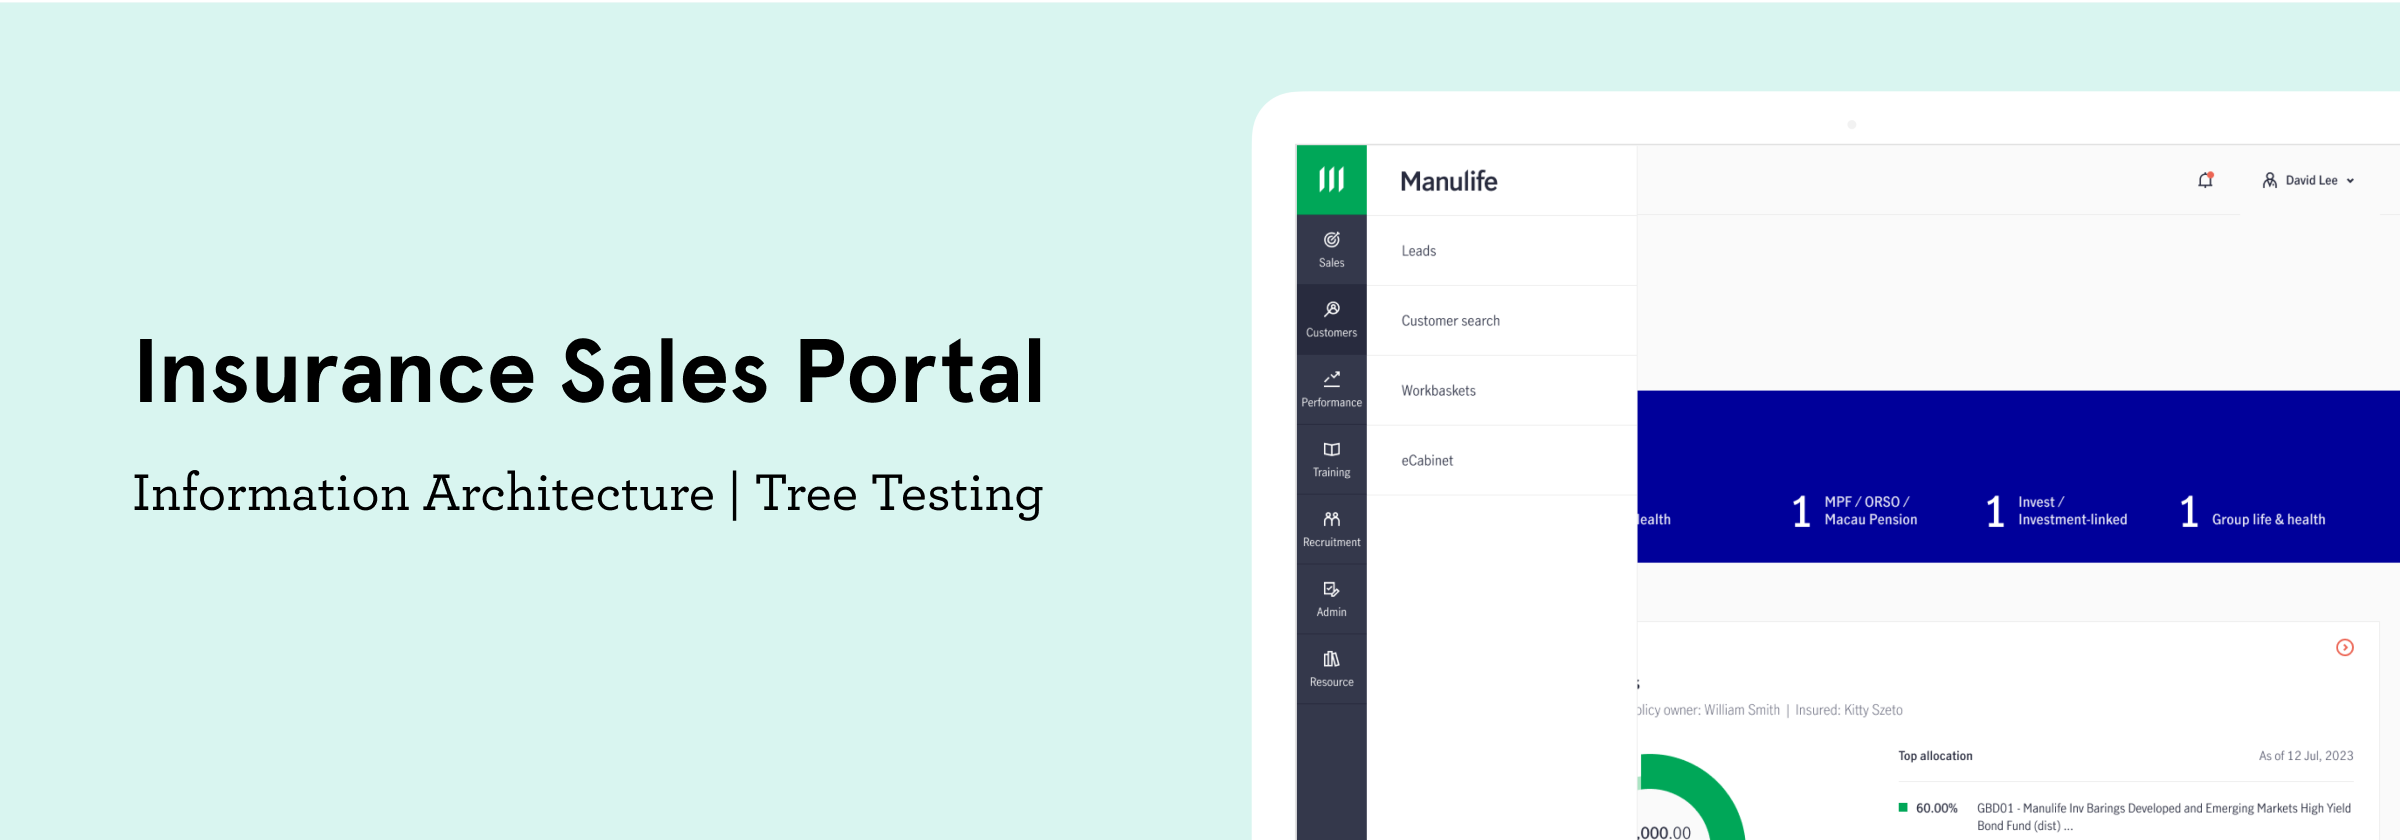 Insurance Sales Portal
Information Architecture | Tree Testing
Manulife
David Lee
Sales
Customers
Performance
Training
Recruitment
Admin
Resource
Leads
Customer search
Workbaskets
eCabinet
1 MPF / ORSO /
Macau Pension
1 Invest /
Investment-linked
1 Group life & health
olicy owner: William Smith | Insured: Kitty Szeto
Top allocation
As of 12 Jul, 2023
60.00%
GBD01 - Manulife Inv Barings Developed and Emerging Markets High Yield
Bond Fund (dist) ...
,000.00